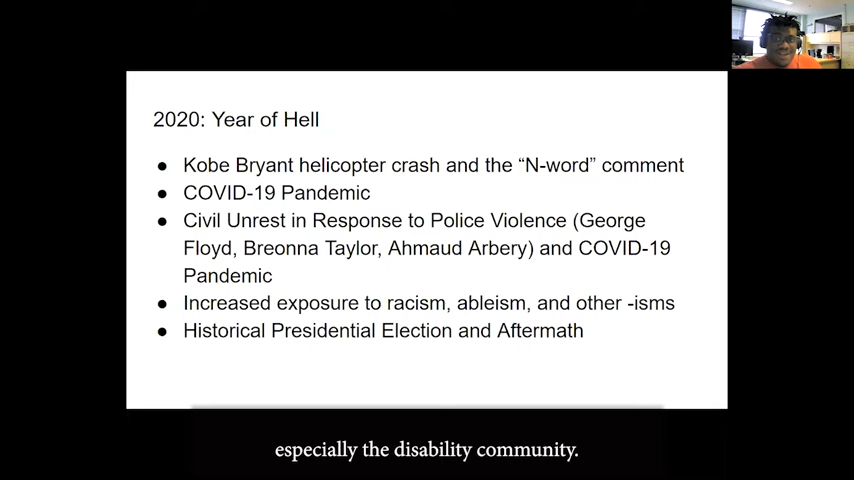 2020: Year of Hell
● Kobe Bryant helicopter crash and the “N-word” comment
● COVID-19 Pandemic
● Civil Unrest in Response to Police Violence (George
Floyd, Breonna Taylor, Ahmaud Arbery) and COVID-19
Pandemic
● Increased exposure to racism, ableism, and other -isms
● Historical Presidential Election and Aftermath
especially the disability community.